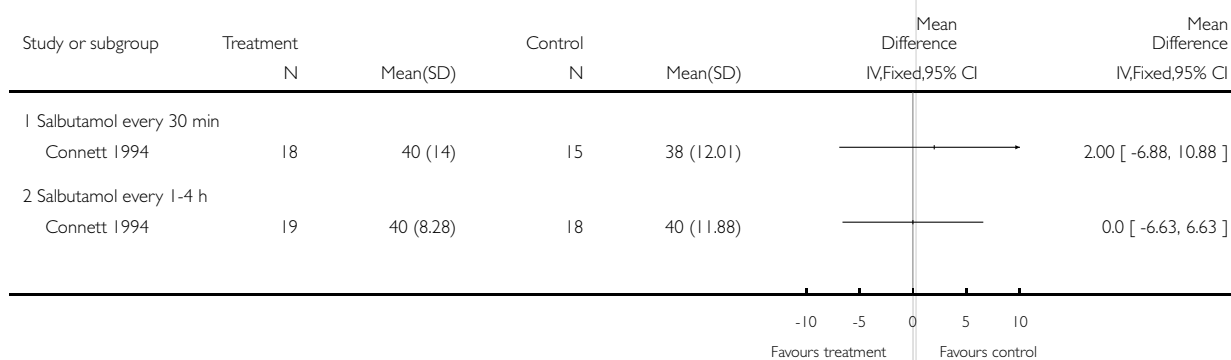 Mean Mean
Study or subgroup Treatment Control Difference Difference
N Mean(SD) N Mean(SD) IV,Fixed,95% CI IV,Fixed,95% CI
1 Salbutamol every 30 min
Connett 1994 18 40 (14) 15 38 (12.01) 2.00 [ -6.88, 10.88 ]
2 Salbutamol every 1-4 h
Connett 1994 19 40 (8.28) 18 40 (11.88) 0.0 [ -6.63, 6.63 ]
-10 -5 0 5 10
Favours treatment Favours control